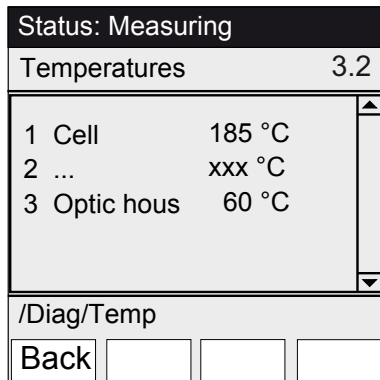 Status: Measuring
Temperatures 3.2
1 Cell 185 °C
2 ... xxx °C
3 Optic hous 60 °C
/Diag/Temp
Back